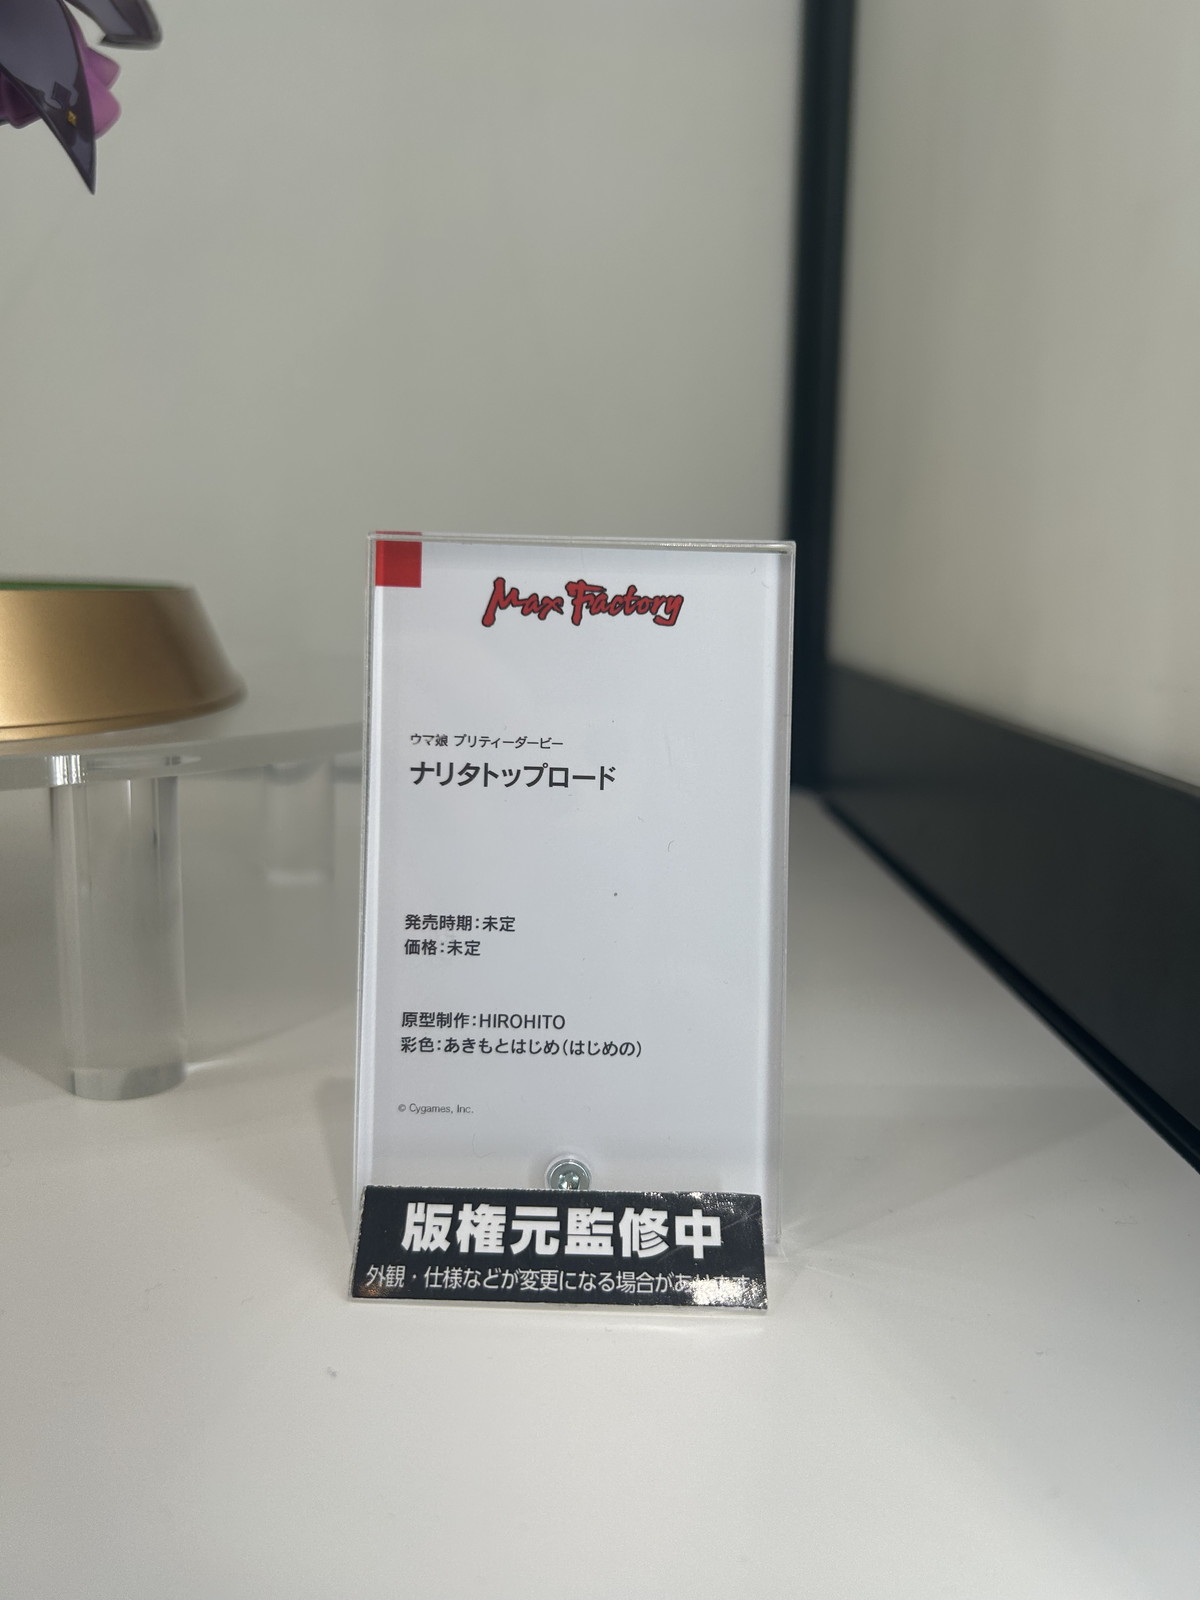 Max Factory
ウマ娘 プリティーダービー
ナリタトップロード
発売時期：未定
価格：未定
原型制作：HIROHITO
彩色：あきもとはじめ（はじめの）
© Cygames, Inc.
版権元監修中
外観・仕様などが変更になる場合があります